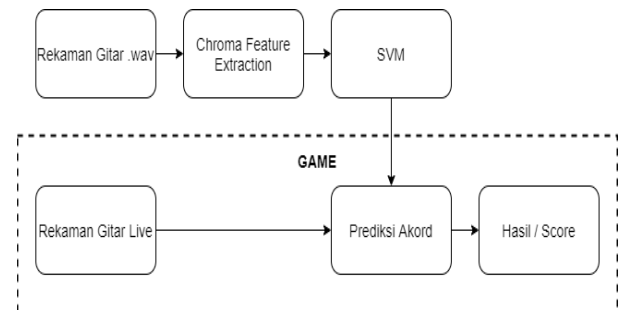 Rekaman Gitar .wav
Chroma Feature
Extraction
SVM
GAME
Rekaman Gitar Live
Prediksi Akord
Hasil / Score